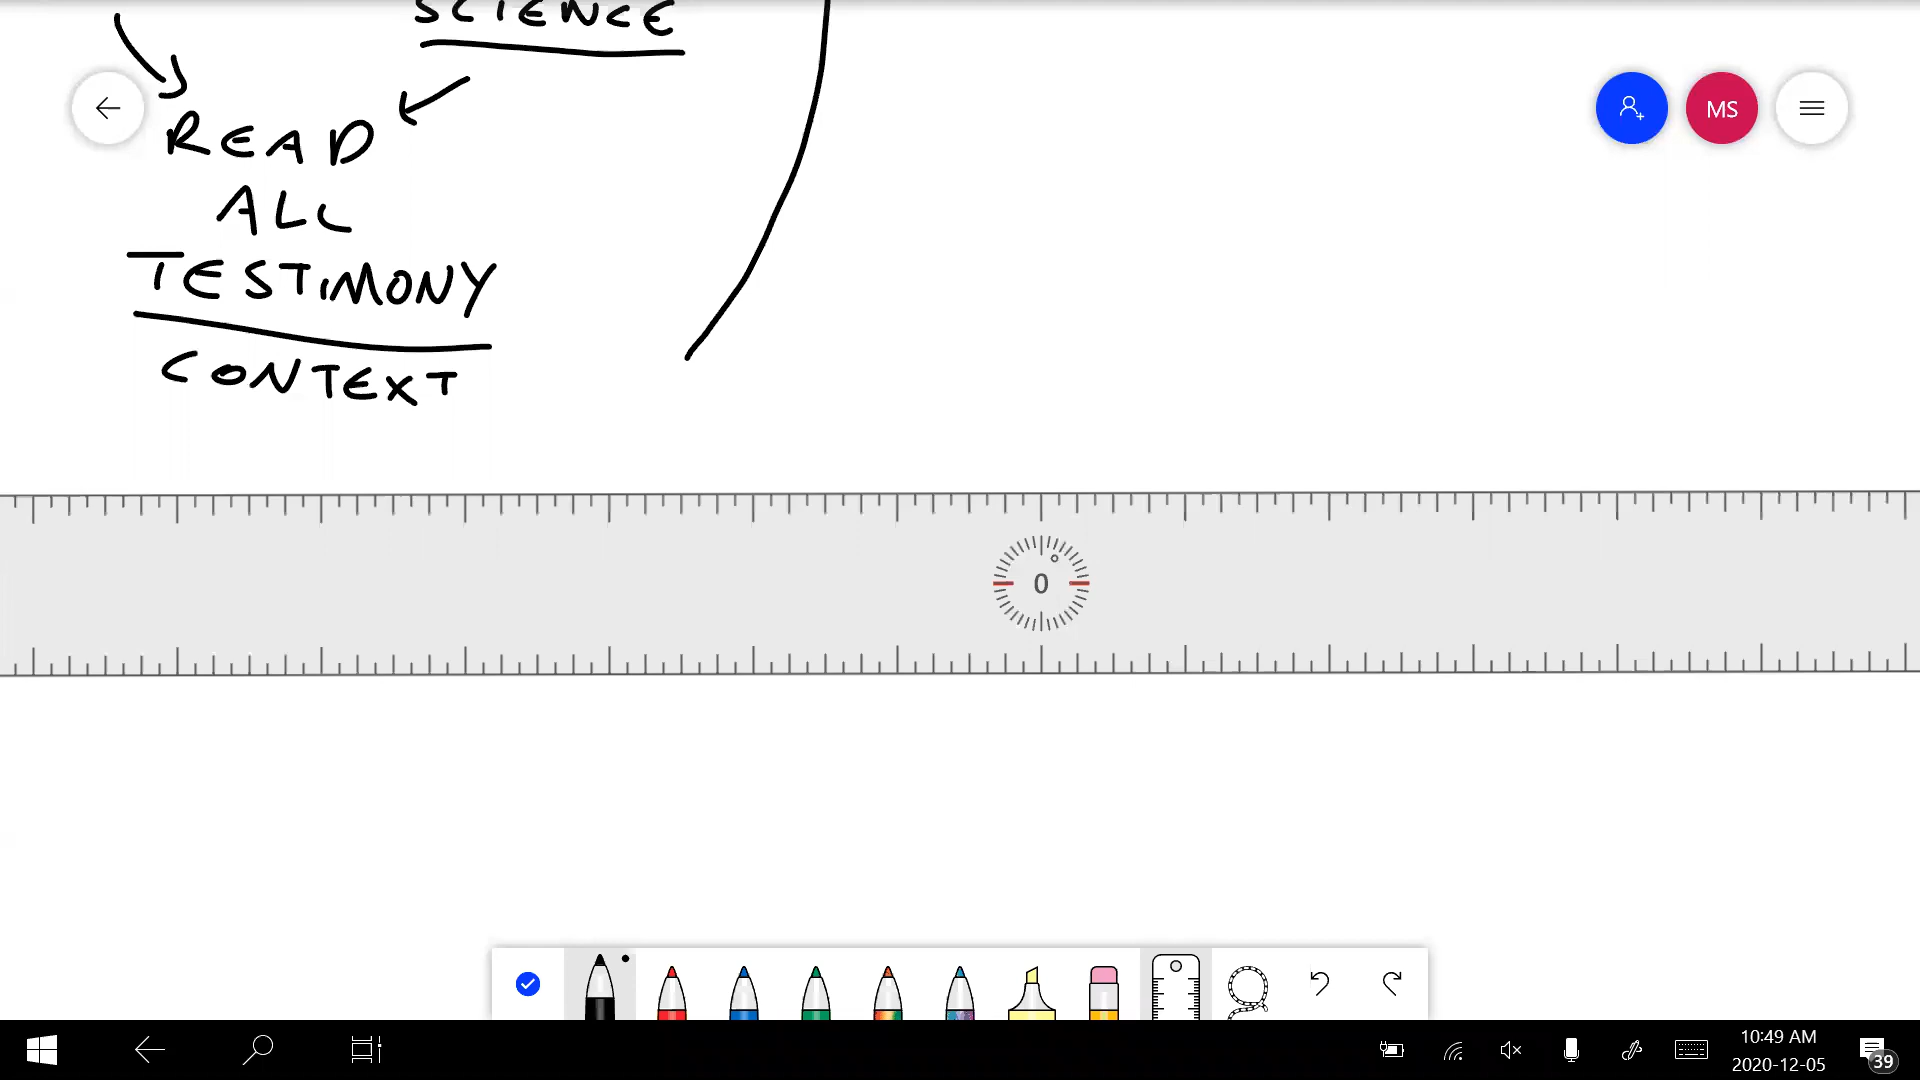 SCIENCE
READ
ALL
TESTIMONY
CONTEXT
MS
0°
10:49 AM
2020-12-05
39